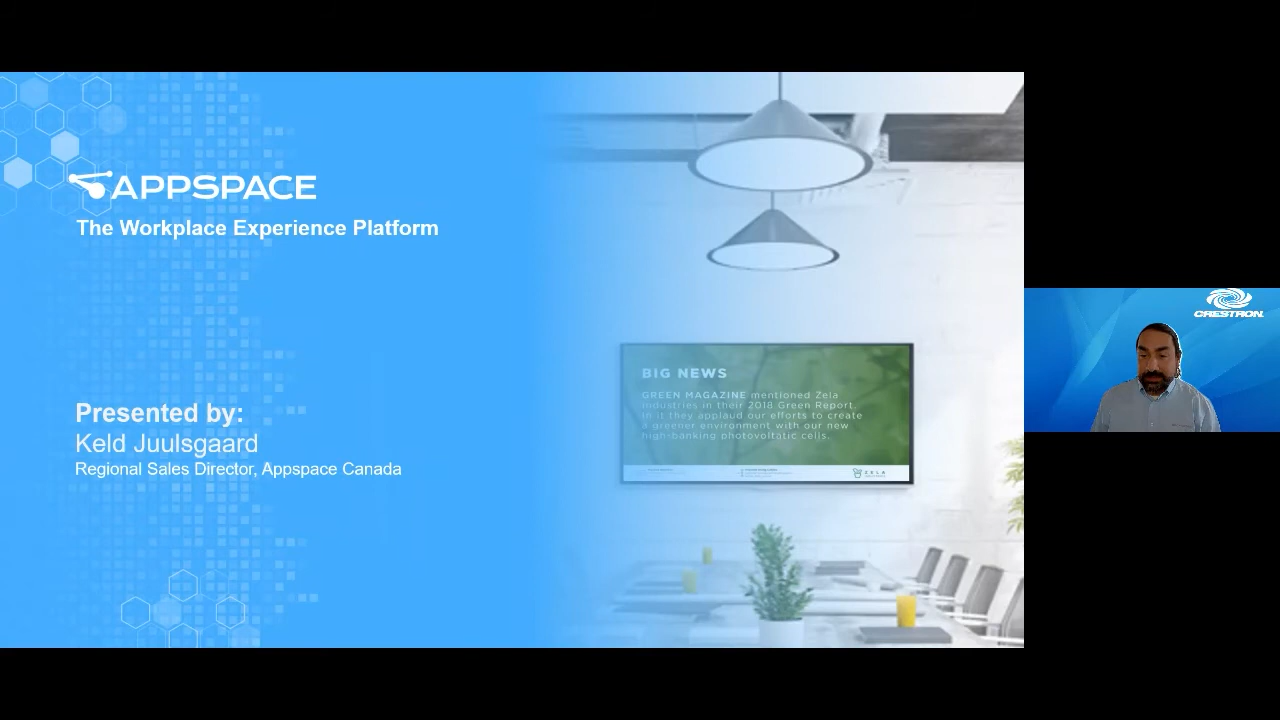 APPSPACE
The Workplace Experience Platform
Presented by:
Keld Juulsgaard
Regional Sales Director, Appspace Canada
BIG NEWS
GREEN MAGAZINE mentioned Zela
Industries in their 2018 Green Report.
In it they applaud our efforts to create
a greener environment with our new
high-banking photovoltatic cells.
ZELA
CRESTRON